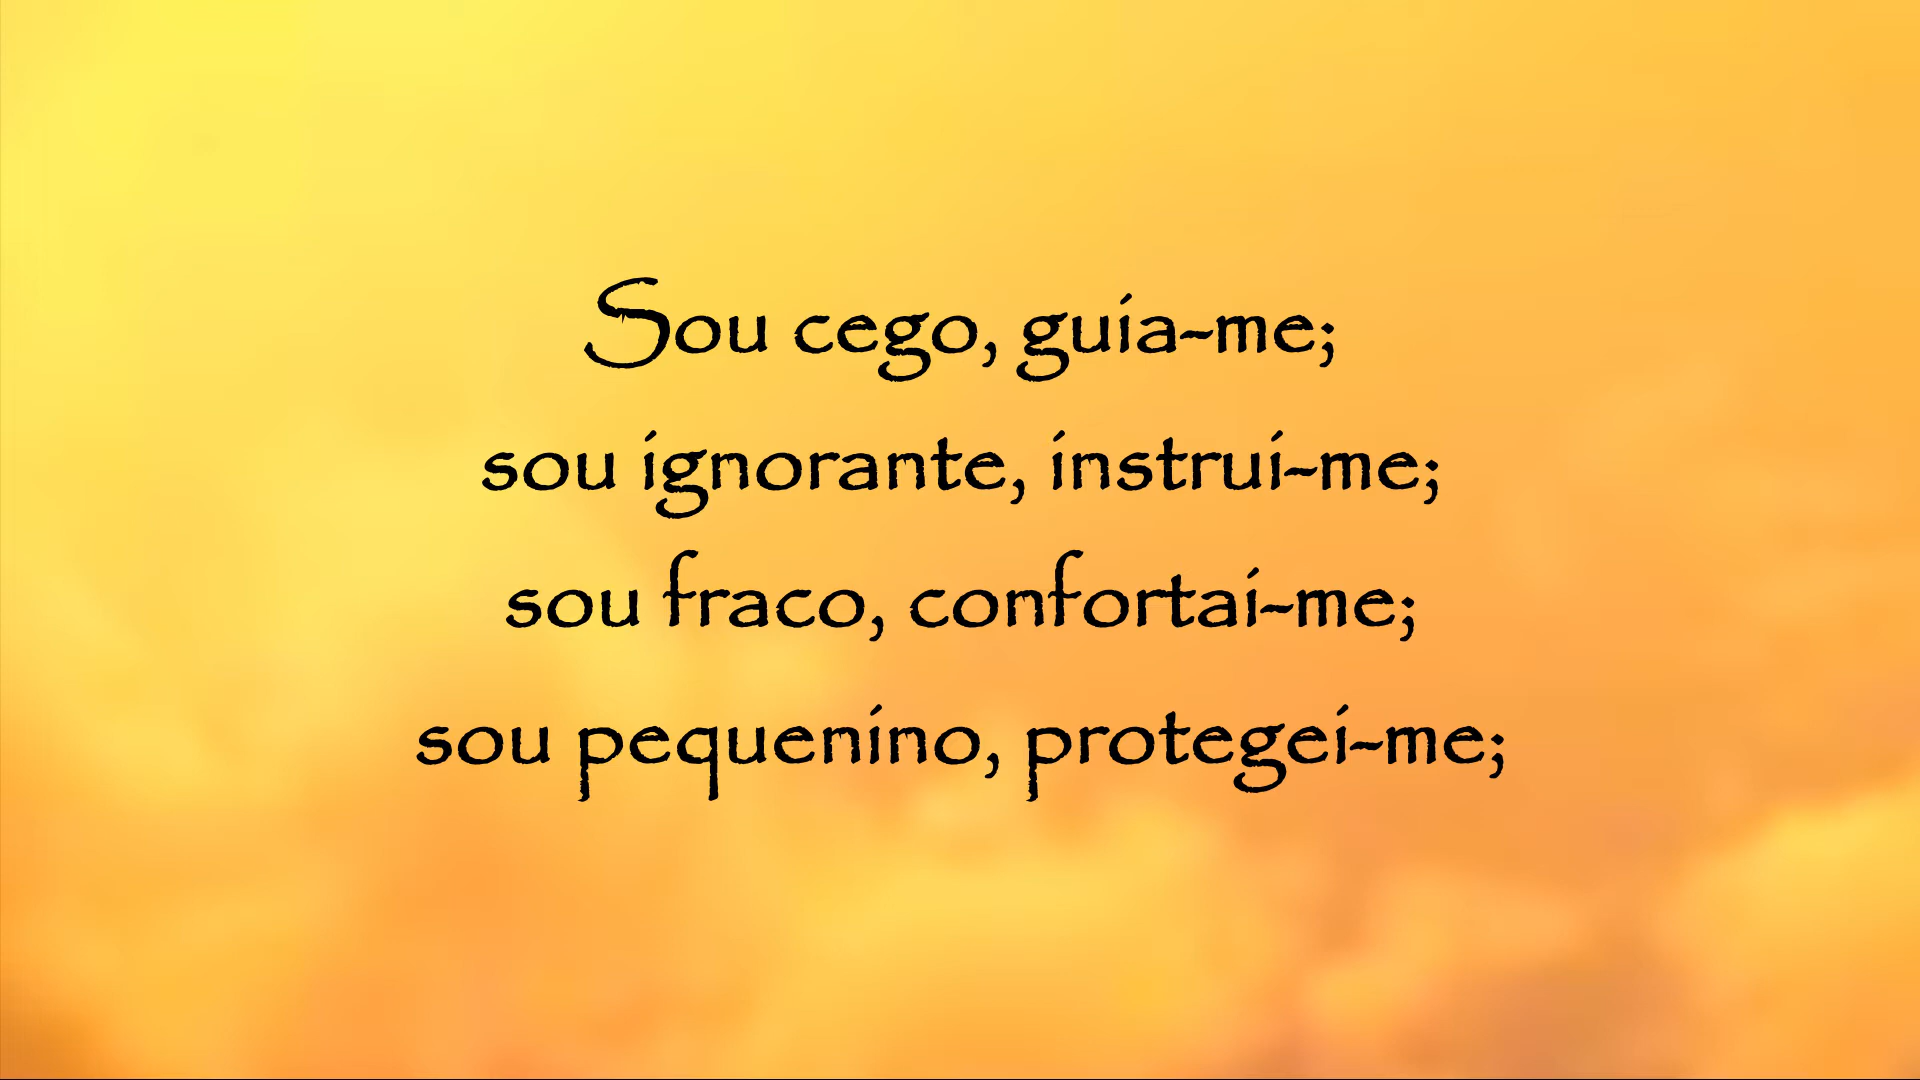 Sou cego, guia-me;
sou ignorante, instrui-me;
sou fraco, confortai-me;
sou pequenino, protegei-me;